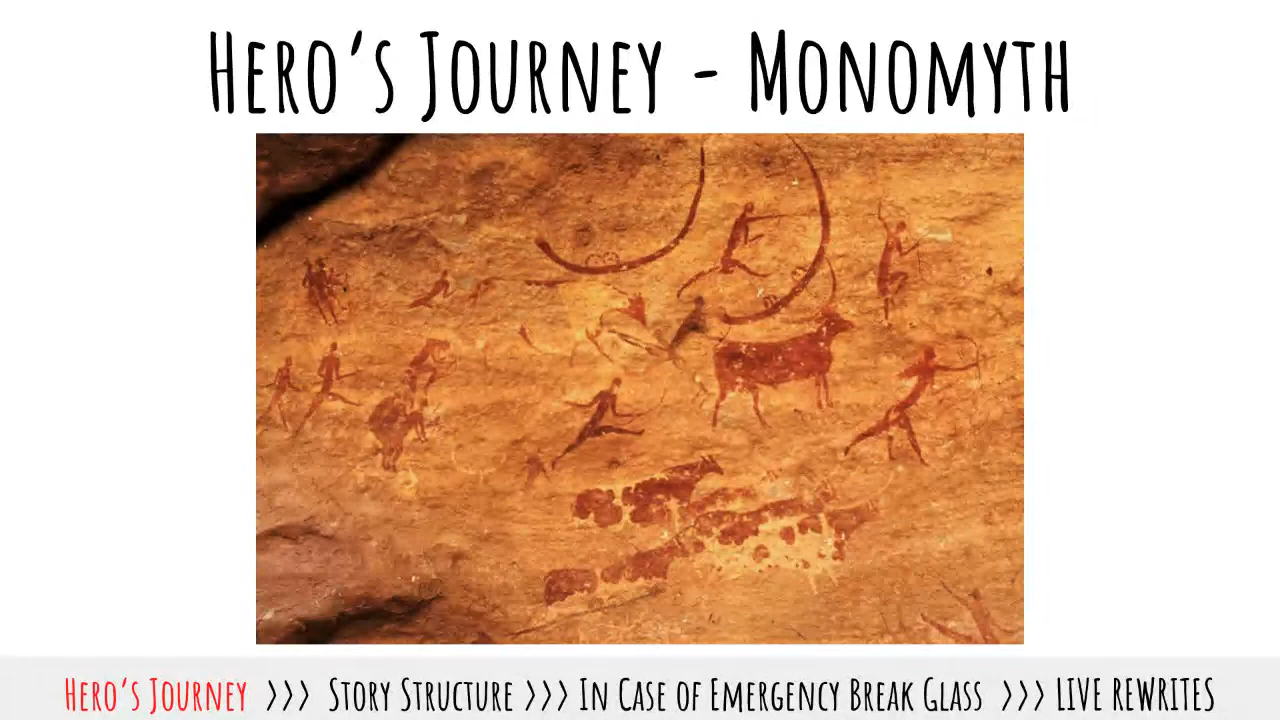 Hero's Journey - Monomyth
Hero's Journey >>> Story Structure >>> In Case of Emergency Break Glass >>> LIVE REWRITES